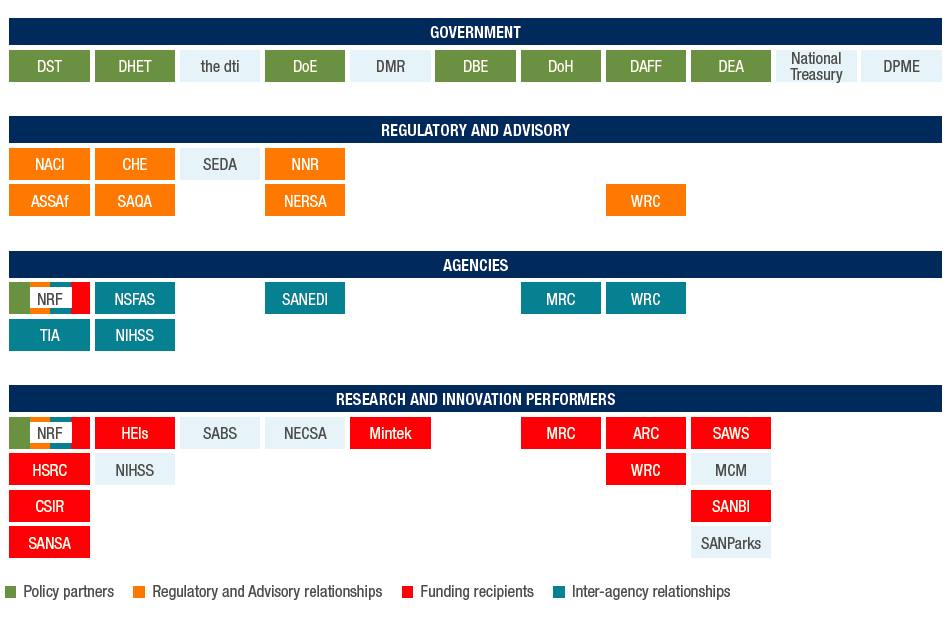 GOVERNMENT
DST DHET the dti DoE DMR DBE DoH DAFF DEA National Treasury DPME
REGULATORY AND ADVISORY
NACI CHE SEDA NNR
ASSAf SAQA NERSA WRC
AGENCIES
NRF NSFAS SANEDI MRC WRC
TIA NIHSS
RESEARCH AND INNOVATION PERFORMERS
NRF HEIs SABS NECSA Mintek MRC ARC SAWS
HSRC NIHSS WRC MCM
CSIR SANBI
SANSA SANParks
Policy partners Regulatory and Advisory relationships Funding recipients Inter-agency relationships